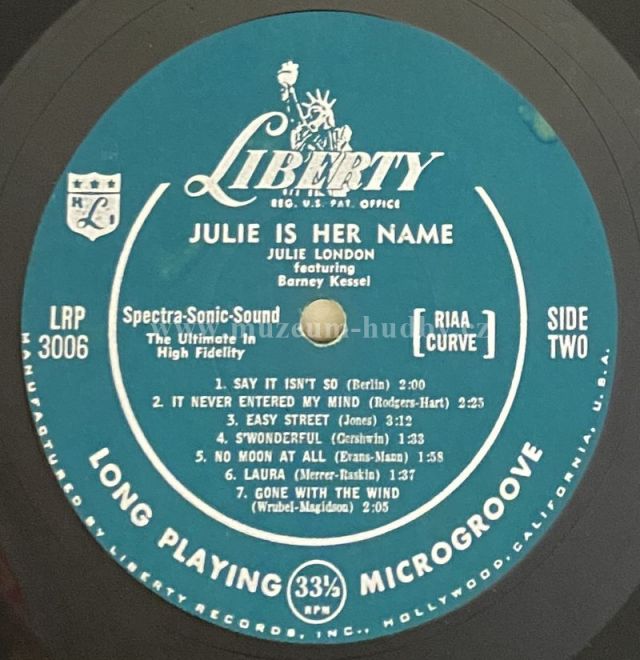 LIBERTY
REG. U.S. PAT. OFFICE
JULIE IS HER NAME
JULIE LONDON
featuring
Barney Kessel
LRP
3006
Spectra-Sonic-Sound
The Ultimate In
High Fidelity
[RIAA
CURVE]
SIDE
TWO
www.muzeum-hudby.cz
1. SAY IT ISN'T SO (Berlin) 2:00
2. IT NEVER ENTERED MY MIND (Rodgers-Hart) 2:25
3. EASY STREET (Jones) 3:12
4. S'WONDERFUL (Gershwin) 1:33
5. NO MOON AT ALL (Evans-Mann) 1:58
6. LAURA (Mercer-Raskin) 1:37
7. GONE WITH THE WIND
(Wrubel-Magidson) 2:05
LONG PLAYING 33⅓ RPM MICROGROOVE
MANUFACTURED BY LIBERTY RECORDS, INC., HOLLYWOOD, CALIFORNIA, U.S.A.